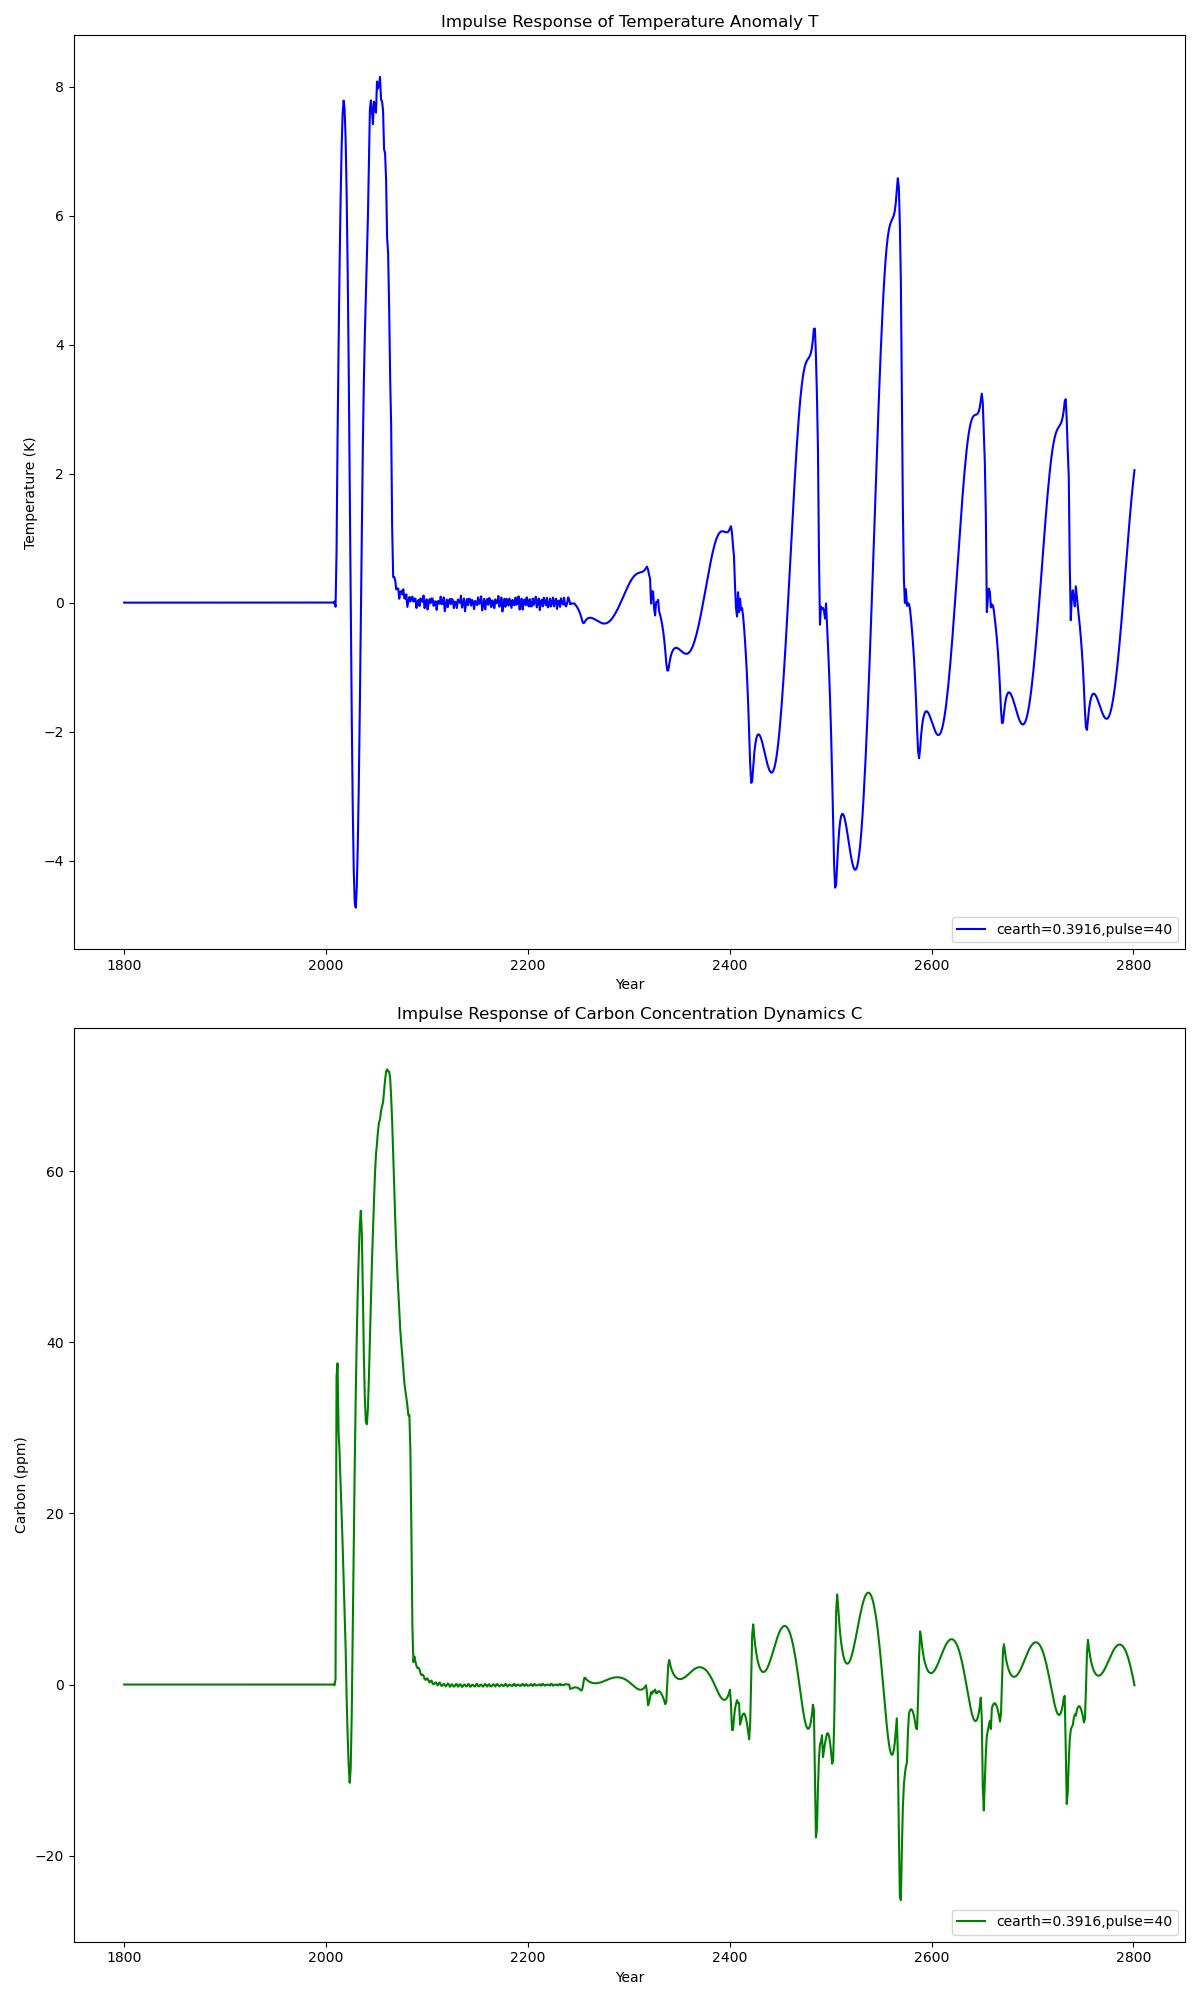 Impulse Response of Temperature Anomaly T
8
6
4
2
0
−2
−4
Temperature (K)
cearth=0.3916,pulse=40
1800 2000 2200 2400 2600 2800
Year
Impulse Response of Carbon Concentration Dynamics C
60
40
20
0
−20
Carbon (ppm)
cearth=0.3916,pulse=40
1800 2000 2200 2400 2600 2800
Year